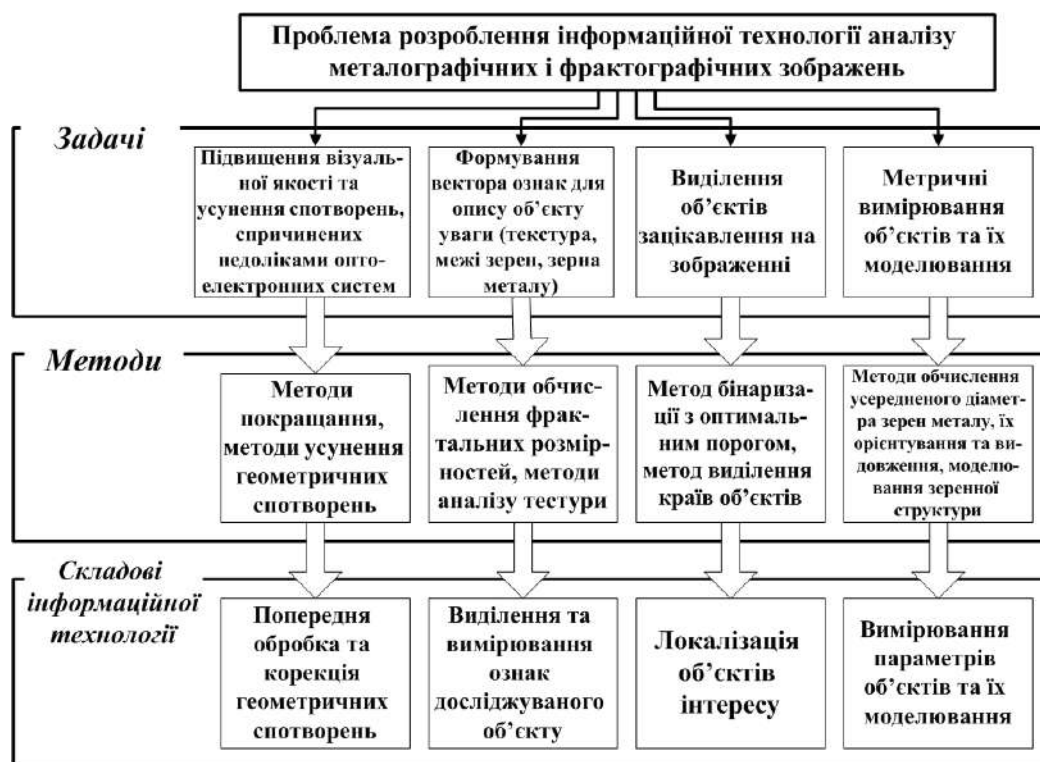 Проблема розроблення інформаційної технології аналізу
металографічних і фрактографічних зображень
Задачі
Підвищення візуаль-
ної якості та
усунення спотворень,
спричинених
недоліками опто-
електронних систем
Формування
вектора ознак для
опису об’єкту
уваги (текстура,
межі зерен, зерна
металу)
Виділення
об’єктів
зацікавлення на
зображенні
Метричні
вимірювання
об’єктів та їх
моделювання
Методи
Методи
покращання,
методи усунення
геометричних
спотворень
Методи обчис-
лення фрак-
тальних розмір-
ностей, методи
аналізу тестури
Метод бінариза-
ції з оптималь-
ним порогом,
метод виділення
країв об’єктів
Методи обчислення
усередненого діамет-
ра зерен металу, їх
орієнтування та ви-
довження, моделю-
вання зеренної
структури
Складові
інформаційної
технології
Попередня
обробка та
корекція
геометричних
спотворень
Виділення та
вимірювання
ознак
досліджуваного
об’єкту
Локалізація
об’єктів
інтересу
Вимірювання
параметрів
об’єктів та їх
моделювання